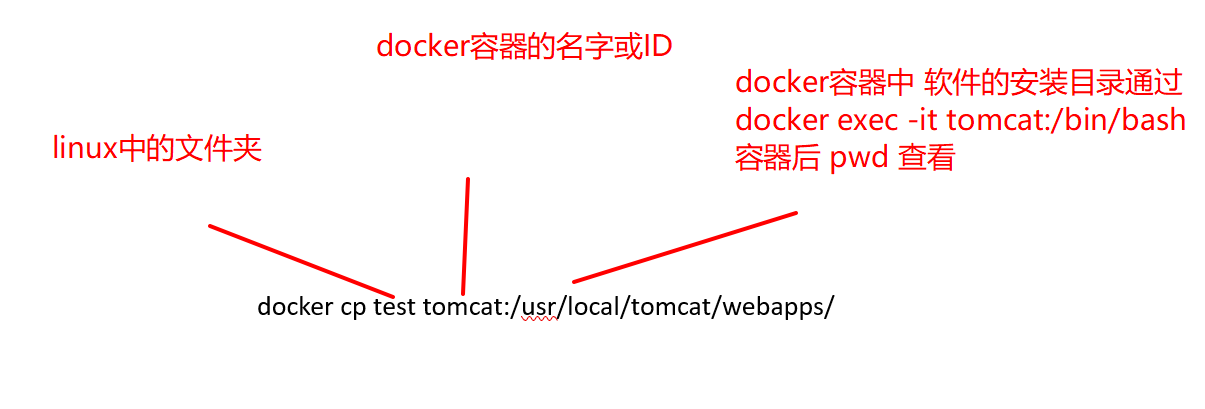 docker容器的名字或ID
docker容器中 软件的安装目录通过
docker exec -it tomcat:/bin/bash
容器后 pwd 查看
linux中的文件夹
docker cp test tomcat:/usr/local/tomcat/webapps/